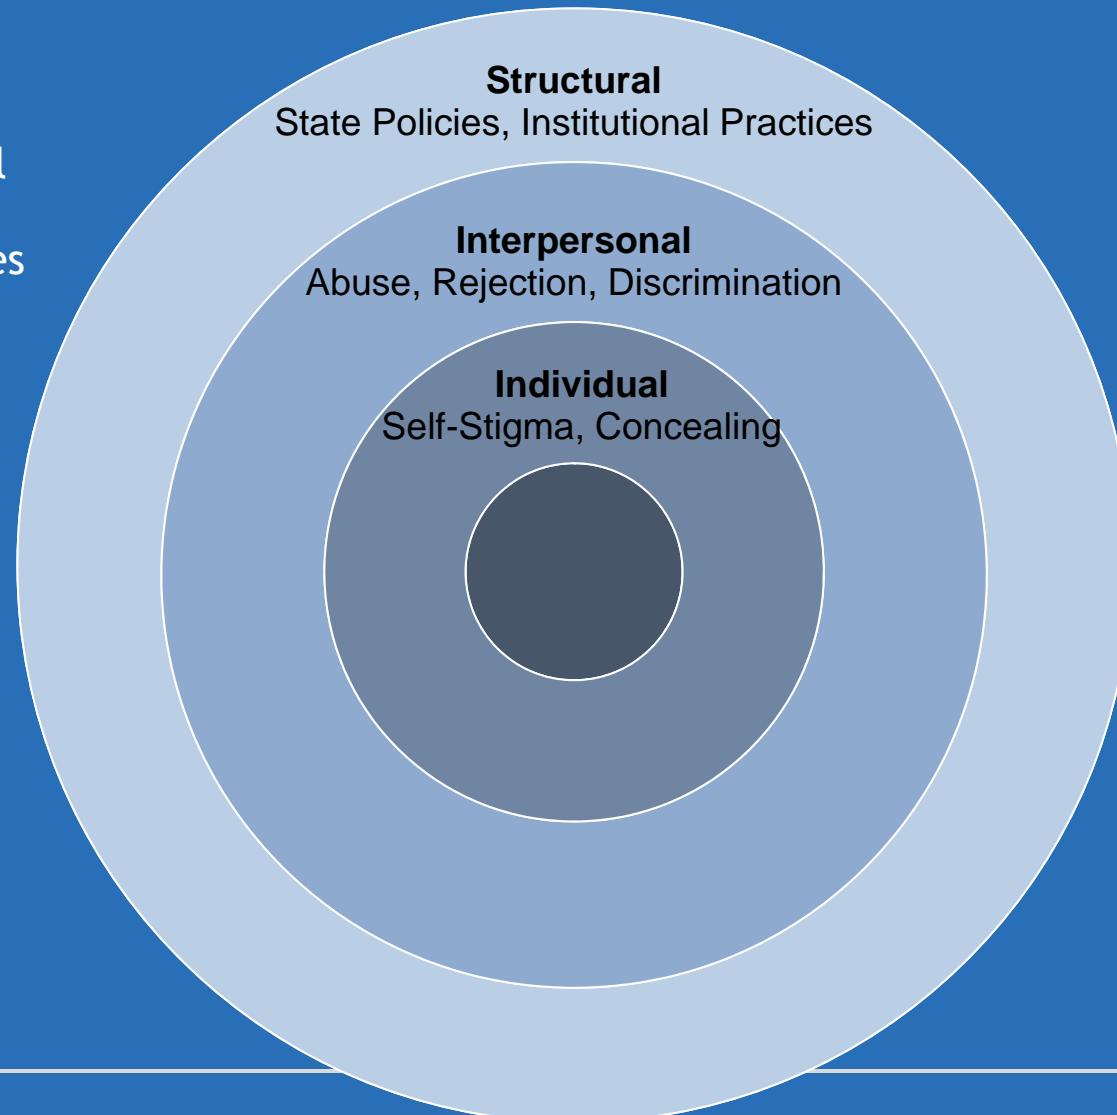 Structural
State Policies, Institutional Practices
Interpersonal
Abuse, Rejection, Discrimination
Individual
Self-Stigma, Concealing